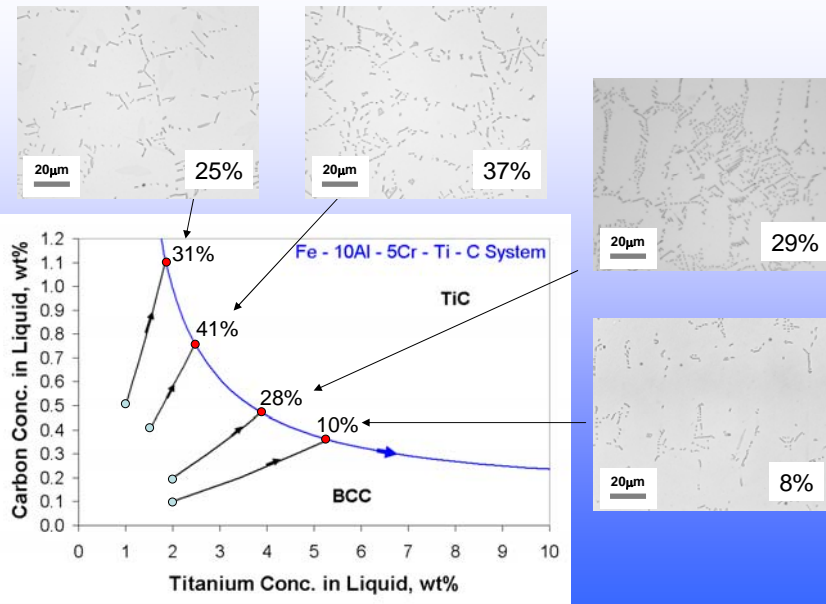 20μm
25%
20μm
37%
20μm
29%
20μm
8%
Fe - 10Al - 5Cr - Ti - C System
TiC
BCC
31%
41%
28%
10%
Carbon Conc. in Liquid, wt%
1.2
1.1
1.0
0.9
0.8
0.7
0.6
0.5
0.4
0.3
0.2
0.1
0.0
0 1 2 3 4 5 6 7 8 9 10
Titanium Conc. in Liquid, wt%